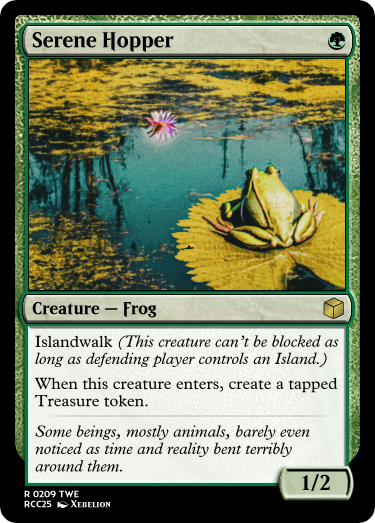 Serene Hopper
Creature — Frog
Islandwalk (This creature can't be blocked as
long as defending player controls an Island.)
When this creature enters, create a tapped
Treasure token.
Some beings, mostly animals, barely even
noticed as time and reality bent terribly
around them.
1/2
R 0209 TWE
RCC25 Xebelion